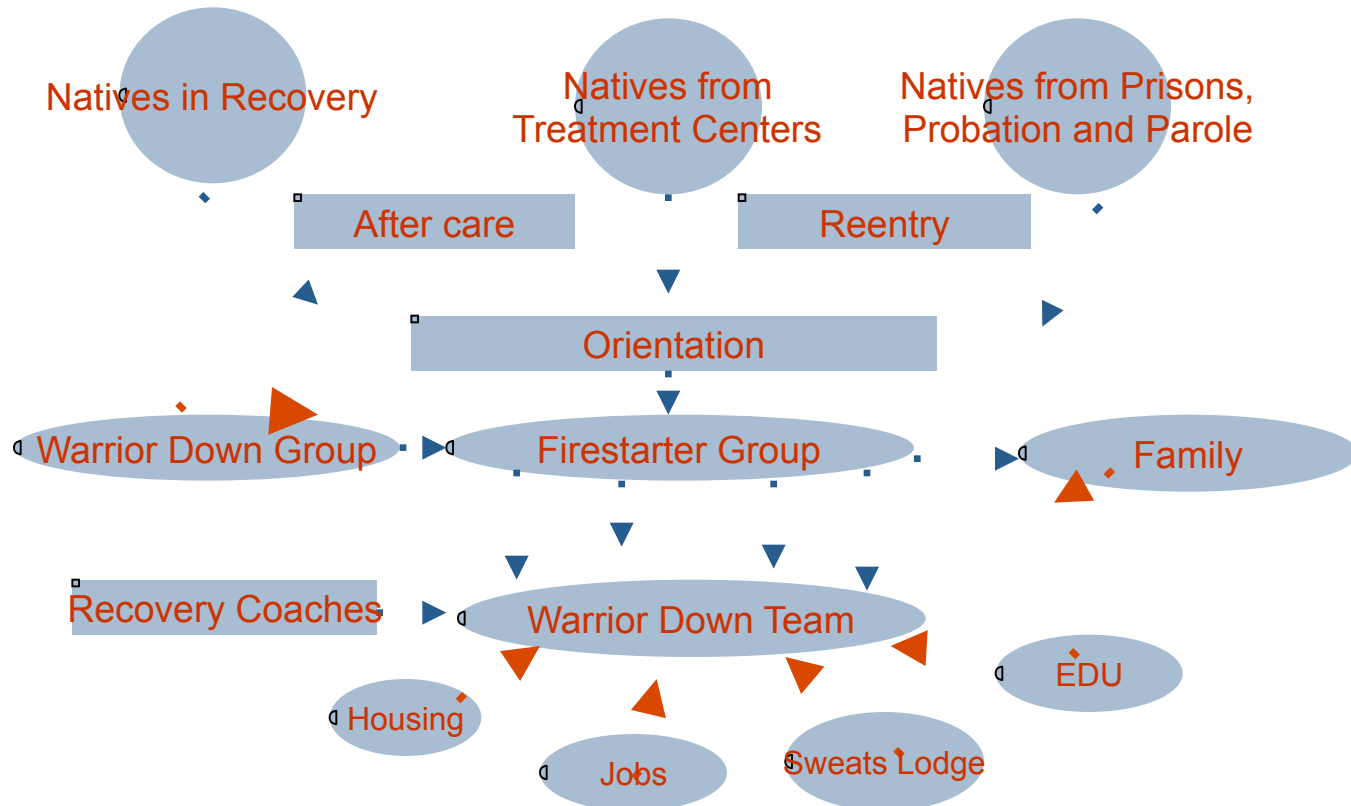 Natives in Recovery
Natives from
Treatment Centers
Natives from Prisons,
Probation and Parole
After care
Reentry
Orientation
Warrior Down Group
Firestarter Group
Family
Recovery Coaches
Warrior Down Team
EDU
Housing
Jobs
Sweats Lodge